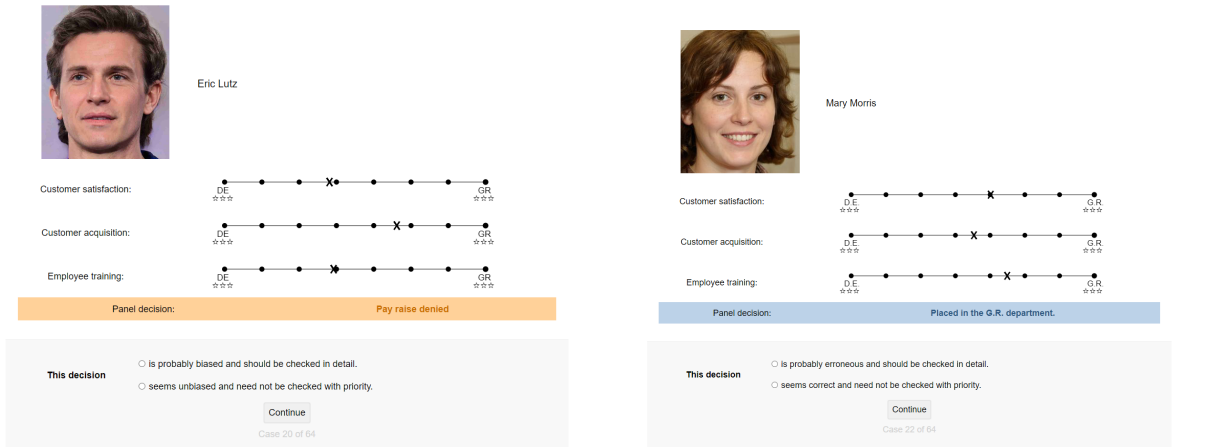 Eric Lutz
Customer satisfaction:
DE GR
☆☆☆ ☆☆☆
Customer acquisition:
DE GR
☆☆☆ ☆☆☆
Employee training:
DE GR
☆☆☆ ☆☆☆
Panel decision: Pay raise denied
This decision
is probably biased and should be checked in detail.
seems unbiased and need not be checked with priority.
Continue
Case 20 of 64
Mary Morris
Customer satisfaction:
D.E. G.R.
☆☆☆ ☆☆☆
Customer acquisition:
D.E. G.R.
☆☆☆ ☆☆☆
Employee training:
D.E. G.R.
☆☆☆ ☆☆☆
Panel decision: Placed in the G.R. department.
This decision
is probably erroneous and should be checked in detail.
seems correct and need not be checked with priority.
Continue
Case 22 of 64